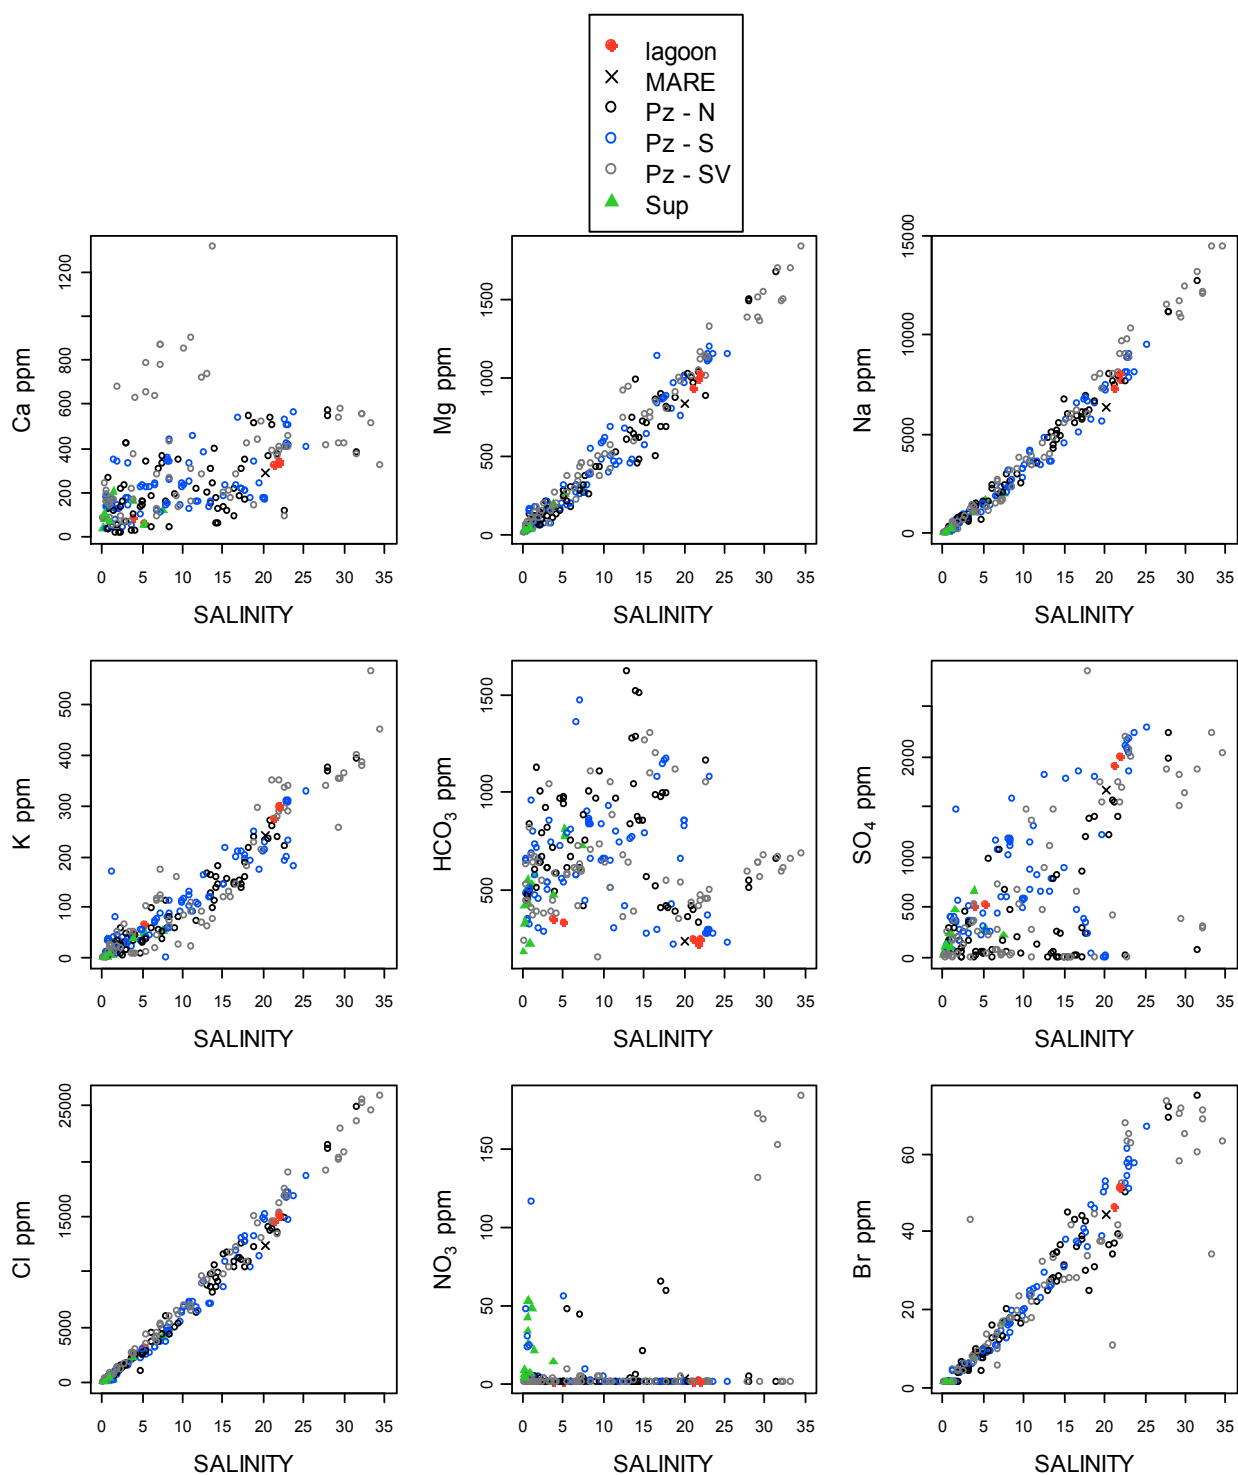 lagoon
MARE
Pz - N
Pz - S
Pz - SV
Sup
Ca ppm
0 200 400 600 800 1200
0 5 10 15 20 25 30 35
SALINITY
Mg ppm
0 500 1000 1500
0 5 10 15 20 25 30 35
SALINITY
Na ppm
0 5000 10000 15000
0 5 10 15 20 25 30 35
SALINITY
K ppm
0 100 200 300 400 500
0 5 10 15 20 25 30 35
SALINITY
HCO₃ ppm
500 1000 1500
0 5 10 15 20 25 30 35
SALINITY
SO₄ ppm
0 500 1000 2000
0 5 10 15 20 25 30 35
SALINITY
Cl ppm
0 5000 15000 25000
0 5 10 15 20 25 30 35
SALINITY
NO₃ ppm
0 50 100 150
0 5 10 15 20 25 30 35
SALINITY
Br ppm
0 20 40 60
0 5 10 15 20 25 30 35
SALINITY